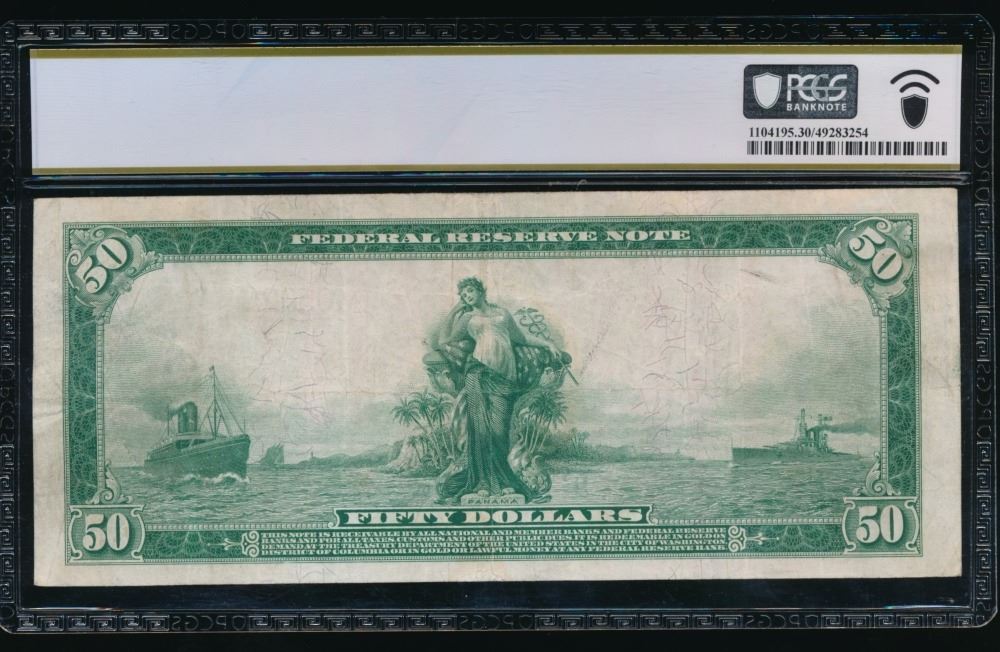 PCGS
BANKNOTE
1104195.30/49283254
FEDERAL RESERVE NOTE
50
50
PANAMA
FIFTY DOLLARS
50
50
THIS NOTE IS RECEIVABLE BY ALL NATIONAL AND MEMBER BANKS AND FEDERAL RESERVE
BANKS AND FOR ALL TAXES, CUSTOMS AND OTHER PUBLIC DUES. IT IS REDEEMABLE IN GOLD ON
DEMAND AT THE TREASURY DEPARTMENT OF THE UNITED STATES IN THE CITY OF WASHINGTON,
DISTRICT OF COLUMBIA OR IN GOLD OR LAWFUL MONEY AT ANY FEDERAL RESERVE BANK.